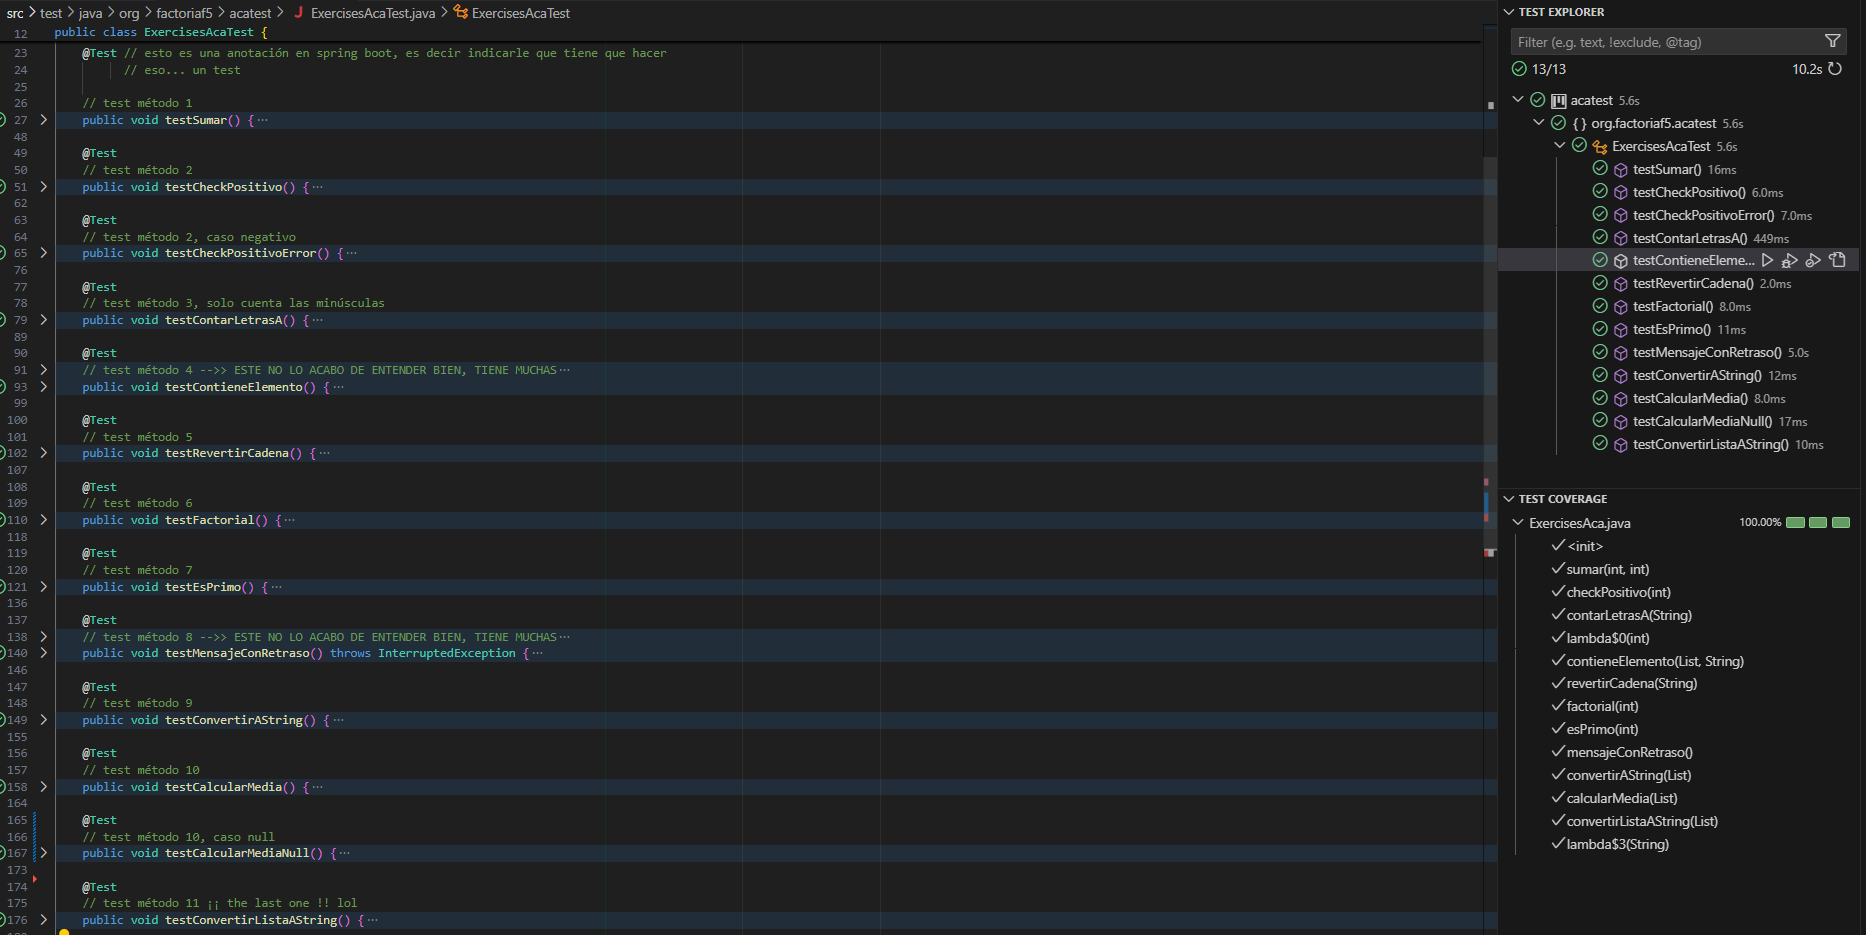 src > test > java > org > factoriaf5 > acatest > J ExercisesAcaTest.java > ExercisesAcaTest
12 public class ExercisesAcaTest {
23 @Test // esto es una anotación en spring boot, es decir indicarle que tiene que hacer
24 // eso... un test
25
26 // test método 1
27 public void testSumar() { ···
48
49 @Test
50 // test método 2
51 public void testCheckPositivo() { ···
62
63 @Test
64 // test método 2, caso negativo
65 public void testCheckPositivoError() { ···
76
77 @Test
78 // test método 3, solo cuenta las minúsculas
79 public void testContarLetrasA() { ···
89
90 @Test
91 // test método 4 -->> ESTE NO LO ACABO DE ENTENDER BIEN, TIENE MUCHAS ···
93 public void testContieneElemento() { ···
99
100 @Test
101 // test método 5
102 public void testRevertirCadena() { ···
107
108 @Test
109 // test método 6
110 public void testFactorial() { ···
118
119 @Test
120 // test método 7
121 public void testEsPrimo() { ···
136
137 @Test
138 // test método 8 -->> ESTE NO LO ACABO DE ENTENDER BIEN, TIENE MUCHAS ···
140 public void testMensajeConRetraso() throws InterruptedException { ···
146
147 @Test
148 // test método 9
149 public void testConvertirAString() { ···
155
156 @Test
157 // test método 10
158 public void testCalcularMedia() { ···
164
165 @Test
166 // test método 10, caso null
167 public void testCalcularMediaNull() { ···
173
174 @Test
175 // test método 11 ¡¡ the last one !! lol
176 public void testConvertirListaAString() { ···
TEST EXPLORER
Filter (e.g. text, !exclude, @tag)
13/13 10.2s
acatest 5.6s
{} org.factoriaf5.acatest 5.6s
ExercisesAcaTest 5.6s
testSumar() 16ms
testCheckPositivo() 6.0ms
testCheckPositivoError() 7.0ms
testContarLetrasA() 449ms
testContieneEleme...
testRevertirCadena() 2.0ms
testFactorial() 8.0ms
testEsPrimo() 11ms
testMensajeConRetraso() 5.0s
testConvertirAString() 12ms
testCalcularMedia() 8.0ms
testCalcularMediaNull() 17ms
testConvertirListaAString() 10ms
TEST COVERAGE
ExercisesAca.java 100.00%
<init>
sumar(int, int)
checkPositivo(int)
contarLetrasA(String)
lambda$0(int)
contieneElemento(List, String)
revertirCadena(String)
factorial(int)
esPrimo(int)
mensajeConRetraso()
convertirAString(List)
calcularMedia(List)
convertirListaAString(List)
lambda$3(String)